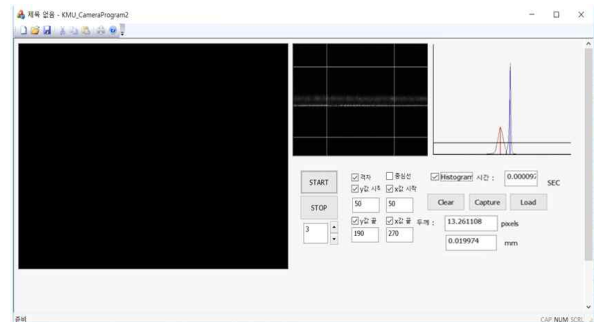 제목 없음 - KMU_CameraProgram2
START
격자
중심선
Histogram
시간 :
0.000097
SEC
y값 시작
x값 시작
STOP
50
50
Clear
Capture
Load
3
y값 끝
x값 끝
두께 :
13.261108
pixels
190
270
0.019974
mm
준비
CAP NUM SCRL